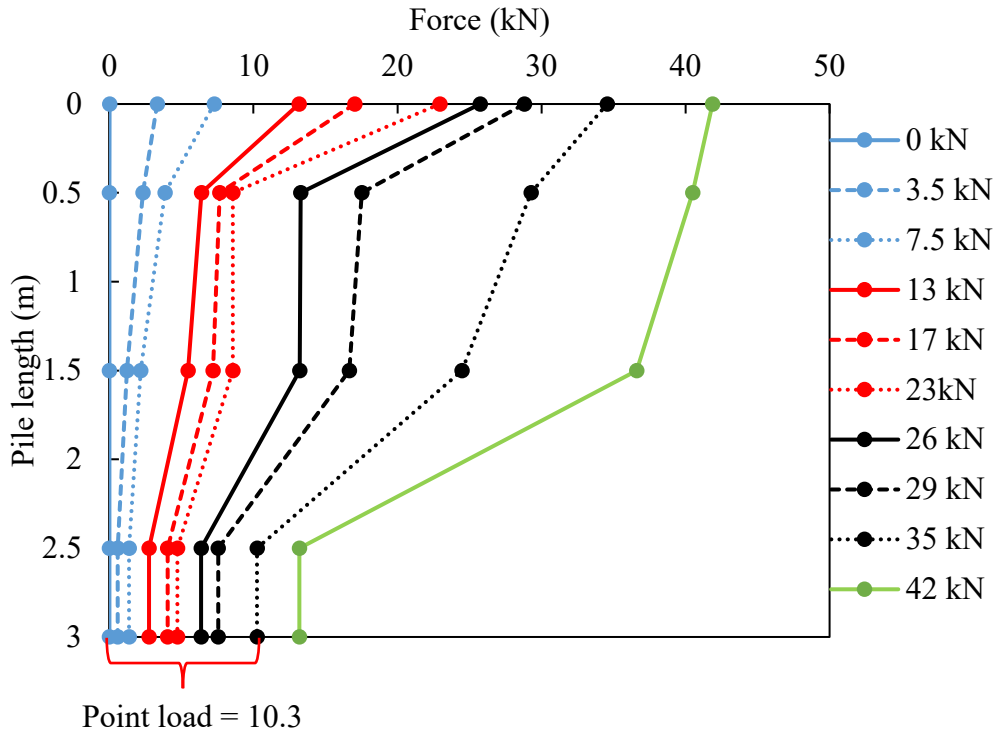 Force (kN)
0 10 20 30 40 50
Pile length (m)
0
0.5
1
1.5
2
2.5
3
0 kN
3.5 kN
7.5 kN
13 kN
17 kN
23kN
26 kN
29 kN
35 kN
42 kN
Point load = 10.3